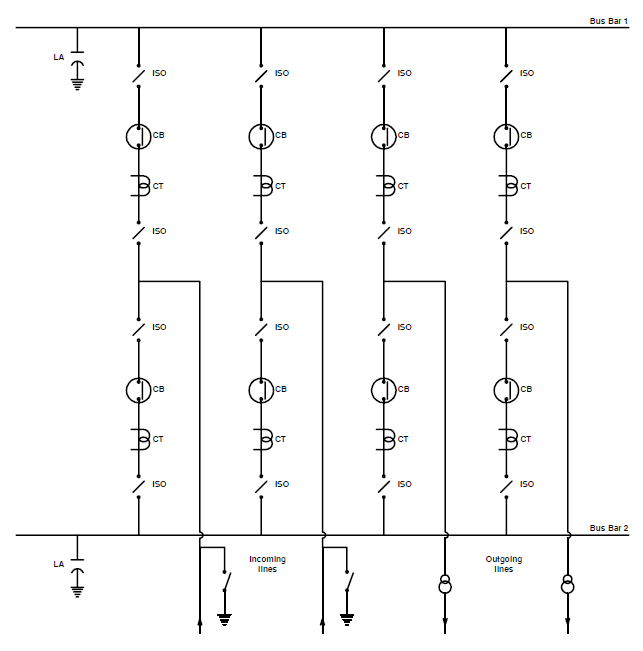 Bus Bar 1
LA
ISO ISO ISO ISO
CB CB CB CB
CT CT CT CT
ISO ISO ISO ISO
ISO ISO ISO ISO
CB CB CB CB
CT CT CT CT
ISO ISO ISO ISO
Bus Bar 2
LA
Incoming
lines
Outgoing
lines